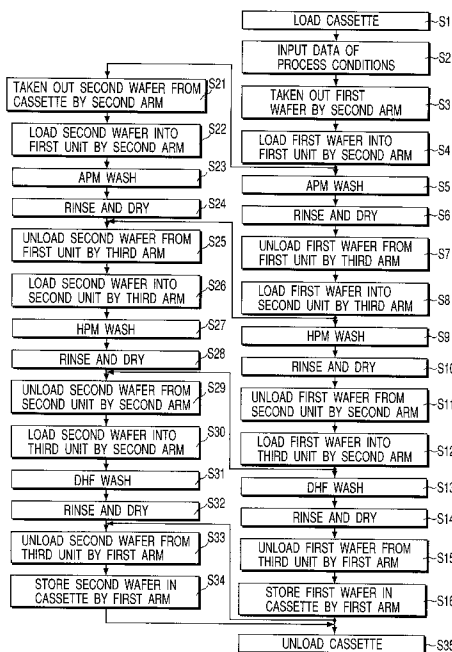 LOAD CASSETTE
S1
INPUT DATA OF
PROCESS CONDITIONS
S2
TAKEN OUT FIRST
WAFER BY SECOND ARM
S3
LOAD FIRST WAFER INTO
FIRST UNIT BY SECOND ARM
S4
APM WASH
S5
RINSE AND DRY
S6
UNLOAD FIRST WAFER FROM
FIRST UNIT BY THIRD ARM
S7
LOAD FIRST WAFER INTO
SECOND UNIT BY THIRD ARM
S8
HPM WASH
S9
RINSE AND DRY
S10
UNLOAD FIRST WAFER FROM
SECOND UNIT BY SECOND ARM
S11
LOAD FIRST WAFER INTO
THIRD UNIT BY SECOND ARM
S12
DHF WASH
S13
RINSE AND DRY
S14
UNLOAD FIRST WAFER FROM
THIRD UNIT BY FIRST ARM
S15
STORE FIRST WAFER IN
CASSETTE BY FIRST ARM
S16
TAKEN OUT SECOND WAFER FROM
CASSETTE BY SECOND ARM
S21
LOAD SECOND WAFER INTO
FIRST UNIT BY SECOND ARM
S22
APM WASH
S23
RINSE AND DRY
S24
UNLOAD SECOND WAFER FROM
FIRST UNIT BY THIRD ARM
S25
LOAD SECOND WAFER INTO
SECOND UNIT BY THIRD ARM
S26
HPM WASH
S27
RINSE AND DRY
S28
UNLOAD SECOND WAFER FROM
SECOND UNIT BY SECOND ARM
S29
LOAD SECOND WAFER INTO
THIRD UNIT BY SECOND ARM
S30
DHF WASH
S31
RINSE AND DRY
S32
UNLOAD SECOND WAFER FROM
THIRD UNIT BY FIRST ARM
S33
STORE SECOND WAFER IN
CASSETTE BY FIRST ARM
S34
UNLOAD CASSETTE
S35